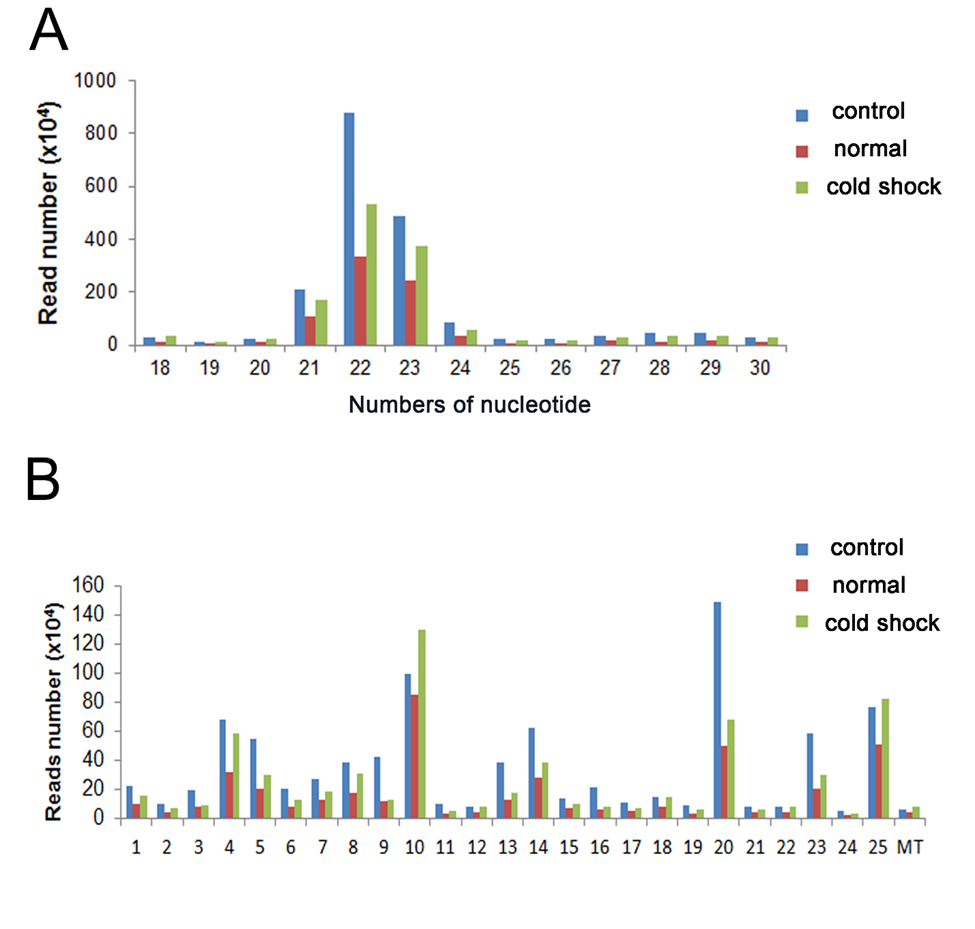 A
1000
800
600
400
200
0
Read number (x10⁴)
control
normal
cold shock
18 19 20 21 22 23 24 25 26 27 28 29 30
Numbers of nucleotide
B
160
140
120
100
80
60
40
20
0
Reads number (x10⁴)
control
normal
cold shock
1 2 3 4 5 6 7 8 9 10 11 12 13 14 15 16 17 18 19 20 21 22 23 24 25 MT